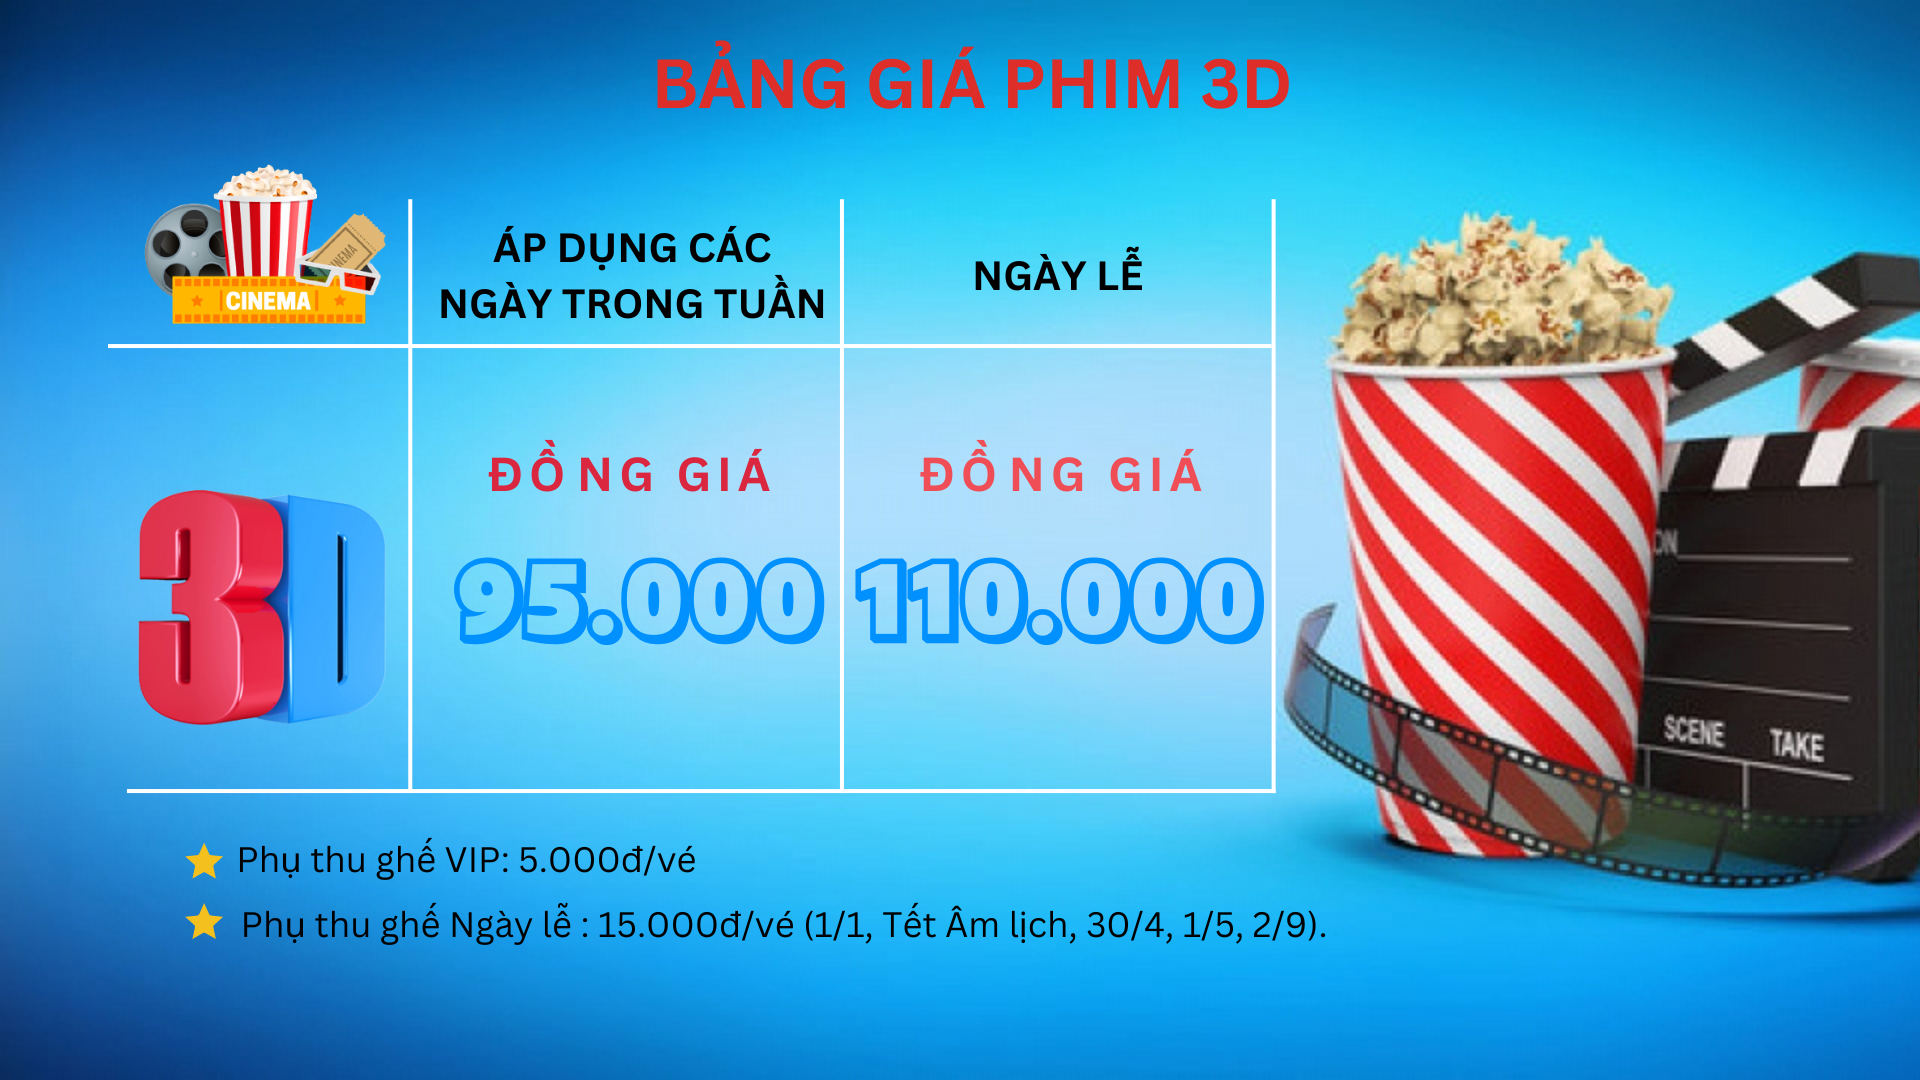 BẢNG GIÁ PHIM 3D
CINEMA
CINEMA
ÁP DỤNG CÁC
NGÀY TRONG TUẦN
NGÀY LỄ
3D
ĐỒNG GIÁ
95.000
ĐỒNG GIÁ
110.000
SCENE TAKE
Phụ thu ghế VIP: 5.000đ/vé
Phụ thu ghế Ngày lễ : 15.000đ/vé (1/1, Tết Âm lịch, 30/4, 1/5, 2/9).